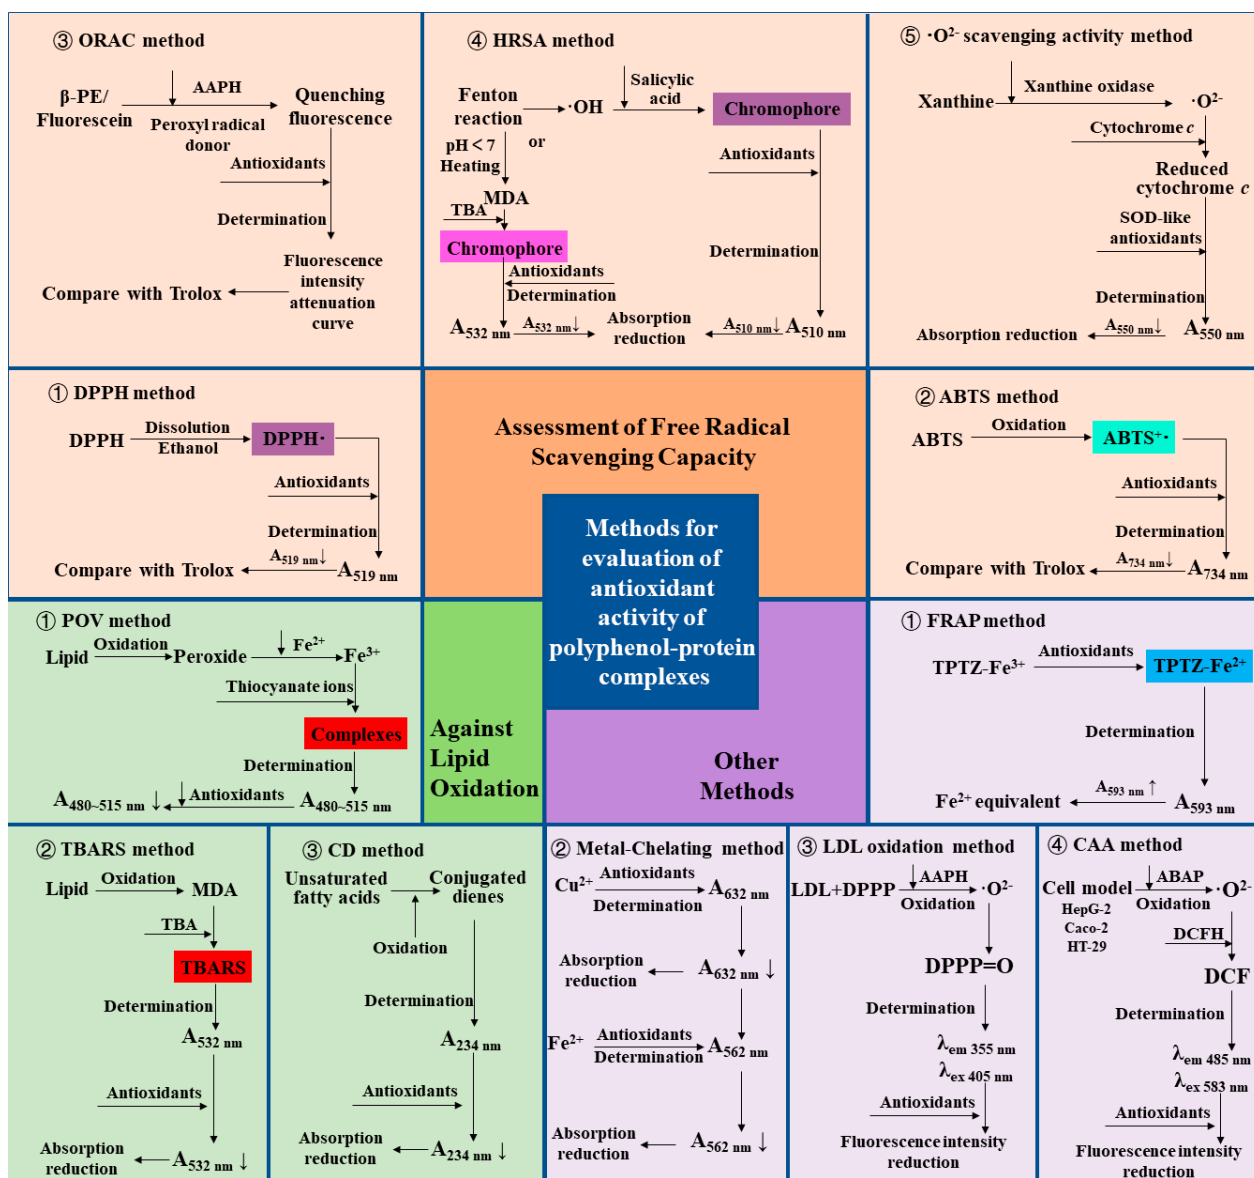 ③ ORAC method
β-PE/
Fluorescein
AAPH
Peroxyl radical
donor
Quenching
fluorescence
Antioxidants
Determination
Fluorescence
intensity
attenuation
curve
Compare with Trolox
④ HRSA method
Fenton
reaction
·OH
Salicylic
acid
Chromophore
pH < 7
Heating
or
MDA
TBA
Chromophore
Antioxidants
Determination
Antioxidants
Determination
A532 nm
A532 nm↓
Absorption
reduction
A510 nm↓
A510 nm
⑤ ·O²⁻ scavenging activity method
Xanthine
Xanthine oxidase
·O²⁻
Cytochrome c
Reduced
cytochrome c
SOD-like
antioxidants
Determination
Absorption reduction
A550 nm↓
A550 nm
① DPPH method
DPPH
Dissolution
Ethanol
DPPH·
Antioxidants
Determination
Compare with Trolox
A519 nm↓
A519 nm
Assessment of Free Radical
Scavenging Capacity
Methods for
evaluation of
antioxidant
activity of
polyphenol-protein
complexes
② ABTS method
ABTS
Oxidation
ABTS⁺·
Antioxidants
Determination
Compare with Trolox
A734 nm↓
A734 nm
① POV method
Lipid
Oxidation
Peroxide
Fe²⁺
Fe³⁺
Thiocyanate ions
Complexes
Determination
A480~515 nm ↓
Antioxidants
A480~515 nm
Against
Lipid
Oxidation
Other
Methods
① FRAP method
TPTZ-Fe³⁺
Antioxidants
TPTZ-Fe²⁺
Determination
Fe²⁺ equivalent
A593 nm ↑
A593 nm
② TBARS method
Lipid
Oxidation
MDA
TBA
TBARS
Determination
A532 nm
Antioxidants
Absorption
reduction
A532 nm ↓
③ CD method
Unsaturated
fatty acids
Conjugated
dienes
Oxidation
Determination
A234 nm
Antioxidants
Absorption
reduction
A234 nm ↓
② Metal-Chelating method
Cu²⁺
Antioxidants
Determination
A632 nm
Absorption
reduction
A632 nm ↓
Fe²⁺
Antioxidants
Determination
A562 nm
Absorption
reduction
A562 nm ↓
③ LDL oxidation method
LDL+DPPP
AAPH
Oxidation
·O²⁻
DPPP=O
Determination
λem 355 nm
λex 405 nm
Antioxidants
Fluorescence intensity
reduction
④ CAA method
Cell model
HepG-2
Caco-2
HT-29
ABAP
Oxidation
·O²⁻
DCFH
DCF
Determination
λem 485 nm
λex 583 nm
Antioxidants
Fluorescence intensity
reduction